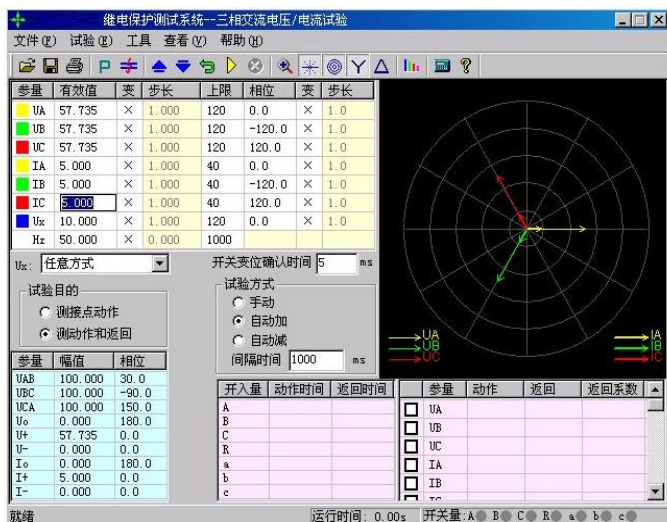 继电保护测试系统--三相交流电压/电流试验
文件(F) 试验(E) 工具 查看(V) 帮助(H)
参量 有效值 变 步长 上限 相位 变 步长
UA 57.735 × 1.000 120 0.0 × 1.0
UB 57.735 × 1.000 120 -120.0 × 1.0
UC 57.735 × 1.000 120 120.0 × 1.0
IA 5.000 × 1.000 40 0.0 × 1.0
IB 5.000 × 1.000 40 -120.0 × 1.0
IC 5.000 × 1.000 40 120.0 × 1.0
Ux 10.000 × 1.000 120 0.0 × 1.0
Hz 50.000 × 0.000 1000
Ux: 任意方式
开关变位确认时间 5 ms
试验目的
测接点动作
测动作和返回
试验方式
手动
自动加
自动减
间隔时间 1000 ms
UA
UB
UC
IA
IB
IC
参量 幅值 相位
UAB 100.000 30.0
UBC 100.000 -90.0
UCA 100.000 150.0
Uo 0.000 180.0
U+ 57.735 0.0
U- 0.000 0.0
Io 0.000 180.0
I+ 5.000 0.0
I- 0.000 0.0
开入量 动作时间 返回时间
A
B
C
R
a
b
c
参量 动作 返回 返回系数
UA
UB
UC
IA
IB
IC
就绪 运行时间: 0.00s 开关量:A B C R a b c